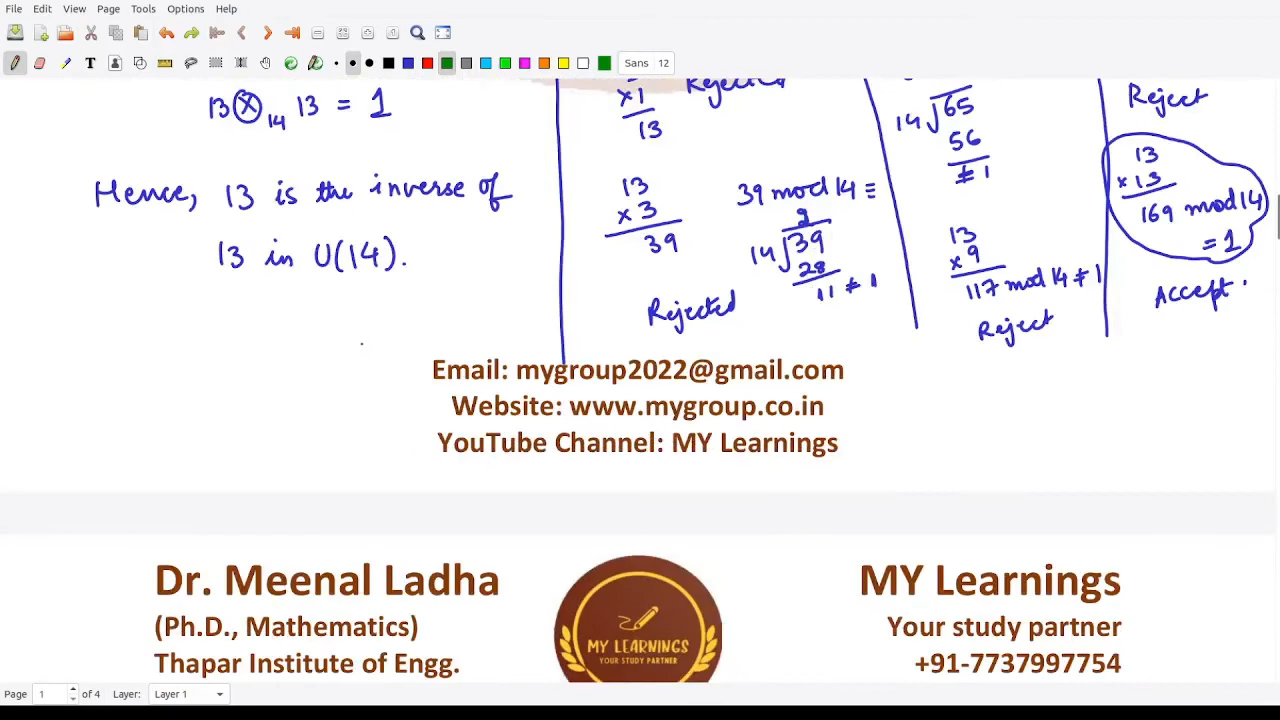 File Edit View Page Tools Options Help
T
Sans 12
13 ⊗14 13 = 1
Hence, 13 is the inverse of
13 in U(14).
×1
13
Rejected
13
×3
39
39 mod 14 ≡
2
14 39
28
11 ≠ 1
Rejected
14 65
56
≠ 1
13
×9
117 mod 14 ≠ 1
Reject
Reject
13
×13
169 mod 14
= 1
Accept.
Email: mygroup2022@gmail.com
Website: www.mygroup.co.in
YouTube Channel: MY Learnings
Dr. Meenal Ladha
(Ph.D., Mathematics)
Thapar Institute of Engg.
MY LEARNINGS
YOUR STUDY PARTNER
MY Learnings
Your study partner
+91-7737997754
Page 1 of 4 Layer: Layer 1